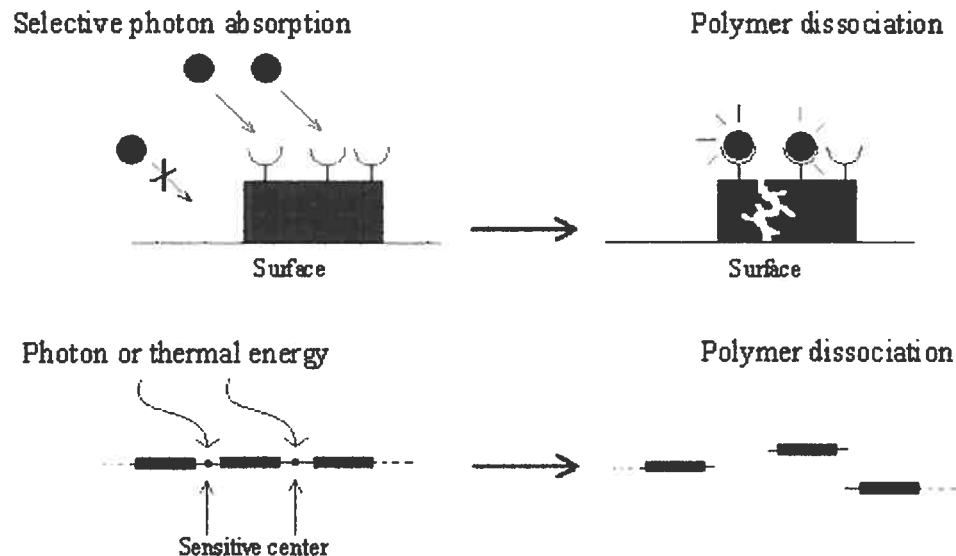 Selective photon absorption
Polymer dissociation
Surface
Surface
Photon or thermal energy
Polymer dissociation
Sensitive center